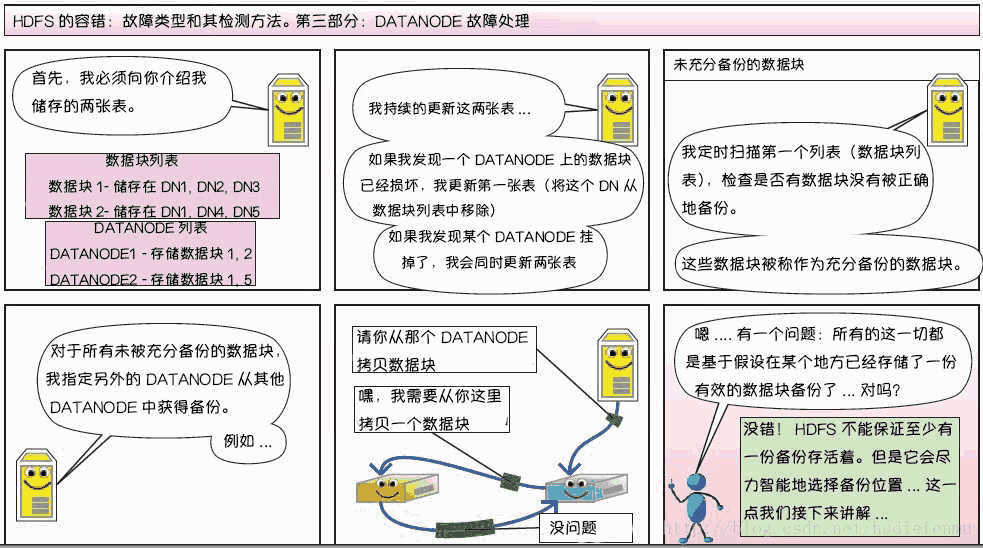 HDFS 的容错：故障类型和其检测方法。第三部分：DATANODE 故障处理
首先，我必须向你介绍我
储存的两张表。
数据块列表
数据块 1- 储存在 DN1, DN2, DN3
数据块 2- 储存在 DN1, DN4, DN5
DATANODE 列表
DATANODE1 - 存储数据块 1, 2
DATANODE2 - 存储数据块 1, 5
我持续的更新这两张表 ...
如果我发现一个 DATANODE 上的数据块
已经损坏，我更新第一张表（将这个 DN 从
数据块列表中移除）
如果我发现某个 DATANODE 挂
掉了，我会同时更新两张表
未充分备份的数据块
我定时扫描第一个列表（数据块列
表），检查是否有数据块没有被正确
地备份。
这些数据块被称作为充分备份的数据块。
对于所有未被充分备份的数据块，
我指定另外的 DATANODE 从其他
DATANODE 中获得备份。
例如 ...
请你从那个 DATANODE
拷贝数据块
嘿，我需要从你这里
拷贝一个数据块
没问题
嗯 .... 有一个问题：所有的这一切都
是基于假设在某个地方已经存储了一份
有效的数据块备份了 ... 对吗？
没错！ HDFS 不能保证至少有
一份备份存活着。但是它会尽
力智能地选择备份位置 ... 这一
点我们接下来讲解 ...